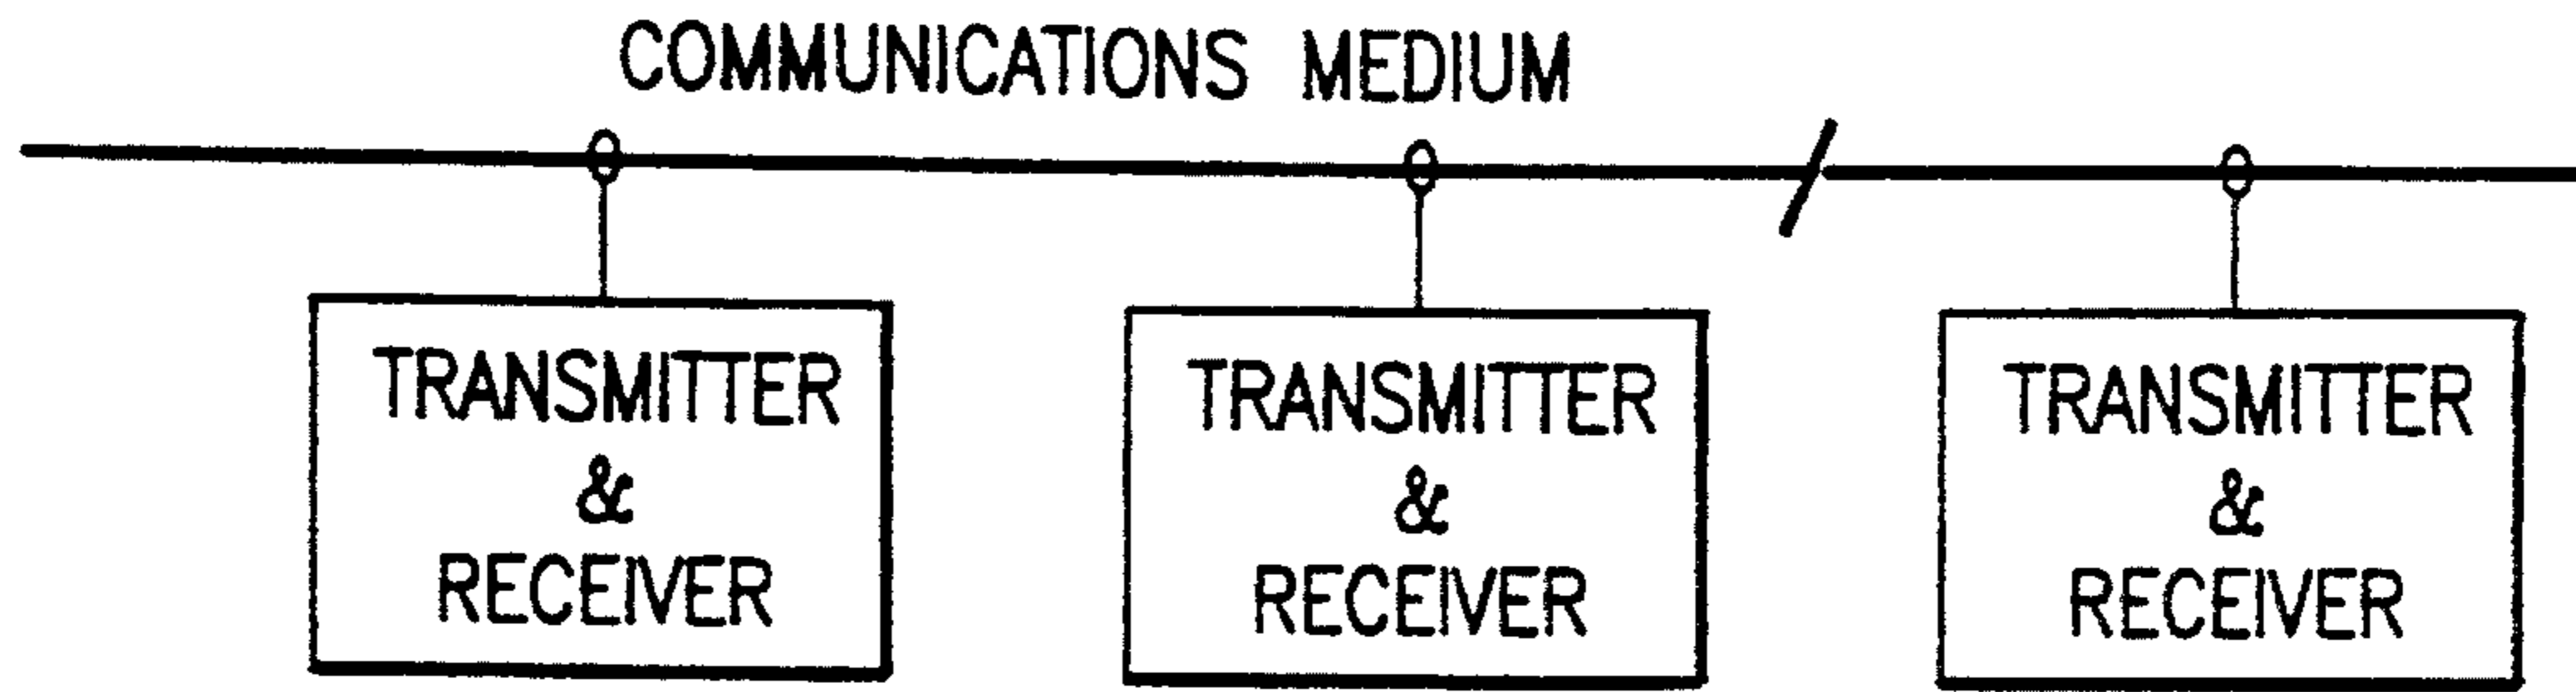 COMMUNICATIONS MEDIUM
TRANSMITTER
&
RECEIVER
TRANSMITTER
&
RECEIVER
TRANSMITTER
&
RECEIVER